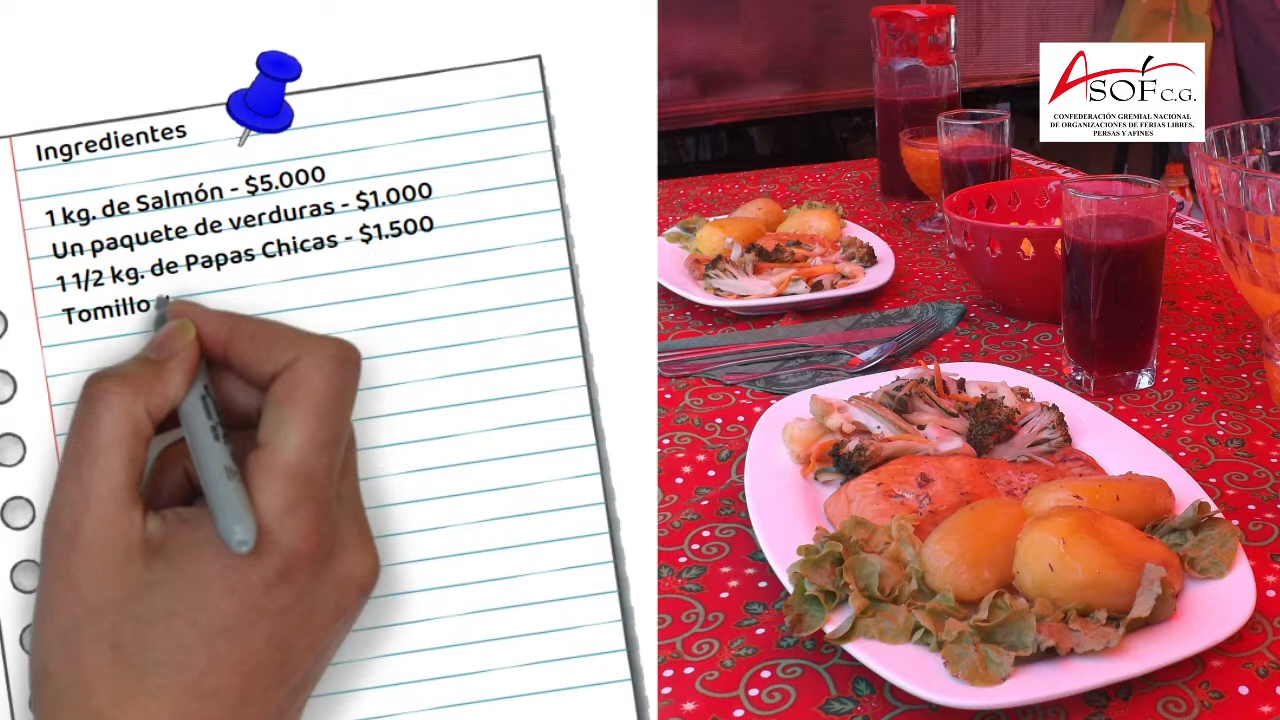 Ingredientes
1 kg. de Salmón - $5.000
Un paquete de verduras - $1.000
1 1/2 kg. de Papas Chicas - $1.500
Tomillo
ASOF C.G.
CONFEDERACIÓN GREMIAL NACIONAL
DE ORGANIZACIONES DE FERIAS LIBRES,
PERSAS Y AFINES